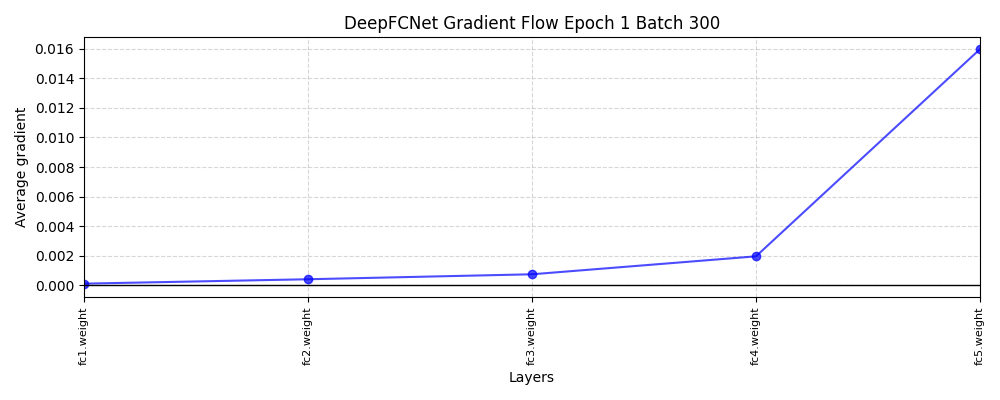 DeepFCNet Gradient Flow Epoch 1 Batch 300
Average gradient
0.016
0.014
0.012
0.010
0.008
0.006
0.004
0.002
0.000
fc1.weight
fc2.weight
fc3.weight
fc4.weight
fc5.weight
Layers